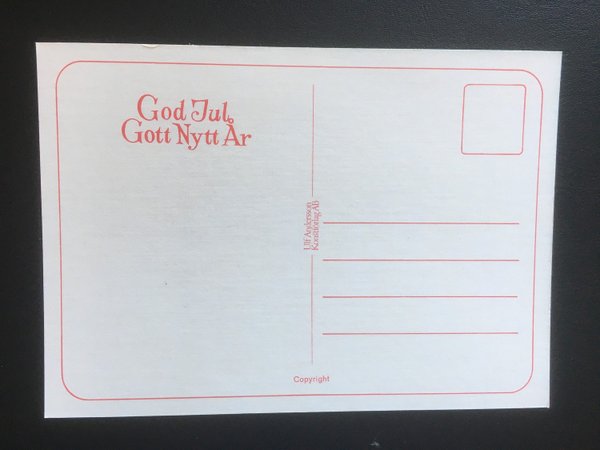 God Jul
Gott Nytt År
Ulf Andersson
Konstförlag AB
Copyright